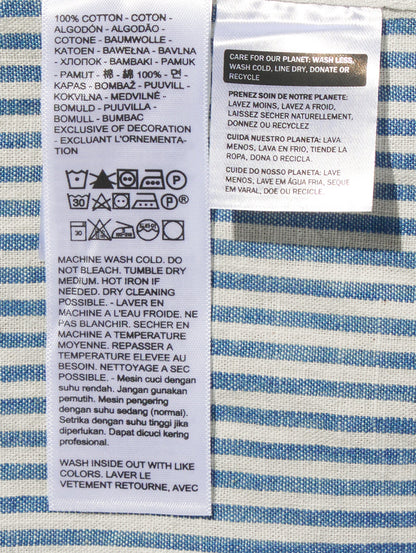 100% COTTON - COTON -
ALGODÓN - ALGODÃO -
COTONE - BAUMWOLLE -
KATOEN - BAWEŁNA - BAVLNA
- ХЛОПОК - BAMBAKI - PAMUK
- PAMUT - 棉 - 綿 100% - 면 -
KAPAS - BOMBAŽ - PUUVILL -
KOKVILNA - MEDVILNĖ -
BOMULD - PUUVILLA -
BOMULL - BUMBAC
EXCLUSIVE OF DECORATION
- EXCLUANT L'ORNEMENTA-
TION
P
30 P®
30
MACHINE WASH COLD. DO
NOT BLEACH. TUMBLE DRY
MEDIUM. HOT IRON IF
NEEDED. DRY CLEANING
POSSIBLE. - LAVER EN
MACHINE A L'EAU FROIDE. NE
PAS BLANCHIR. SECHER EN
MACHINE A TEMPERATURE
MOYENNE. REPASSER A
TEMPERATURE ELEVEE AU
BESOIN. NETTOYAGE A SEC
POSSIBLE. - Mesin cuci dengan
suhu rendah. Jangan gunakan
pemutih. Mesin pengering
dengan suhu sedang (normal).
Setrika dengan suhu tinggi jika
diperlukan. Dapat dicuci kering
profesional.
WASH INSIDE OUT WITH LIKE
COLORS. LAVER LE
VETEMENT RETOURNE, AVEC
CARE FOR OUR PLANET: WASH LESS,
WASH COLD, LINE DRY, DONATE OR
RECYCLE
PRENEZ SOIN DE NOTRE PLANETE:
LAVEZ MOINS, LAVEZ A FROID,
LAISSEZ SECHER NATURELLEMENT,
DONNEZ OU RECYCLEZ
CUIDA NUESTRO PLANETA: LAVA
MENOS, LAVA EN FRIO, TIENDE LA
ROPA, DONA O RECICLA.
CUIDE DO NOSSO PLANETA: LAVE
MENOS, LAVE EM ÁGUA FRIA, SEQUE
EM VARAL, DOE OU RECICLE.